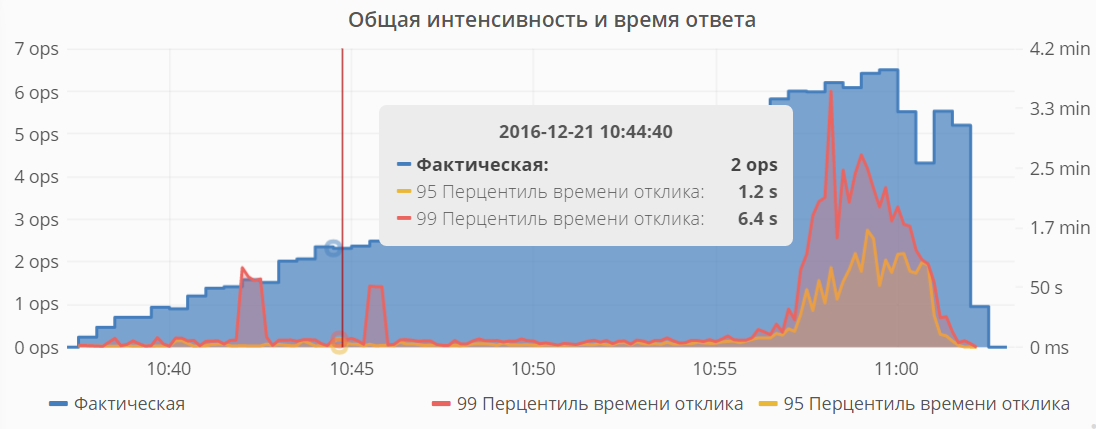 Общая интенсивность и время ответа
7 ops
6 ops
5 ops
4 ops
3 ops
2 ops
1 ops
0 ops
4.2 min
3.3 min
2.5 min
1.7 min
50 s
0 ms
2016-12-21 10:44:40
Фактическая: 2 ops
95 Перцентиль времени отклика: 1.2 s
99 Перцентиль времени отклика: 6.4 s
10:40 10:45 10:50 10:55 11:00
Фактическая 99 Перцентиль времени отклика 95 Перцентиль времени отклика